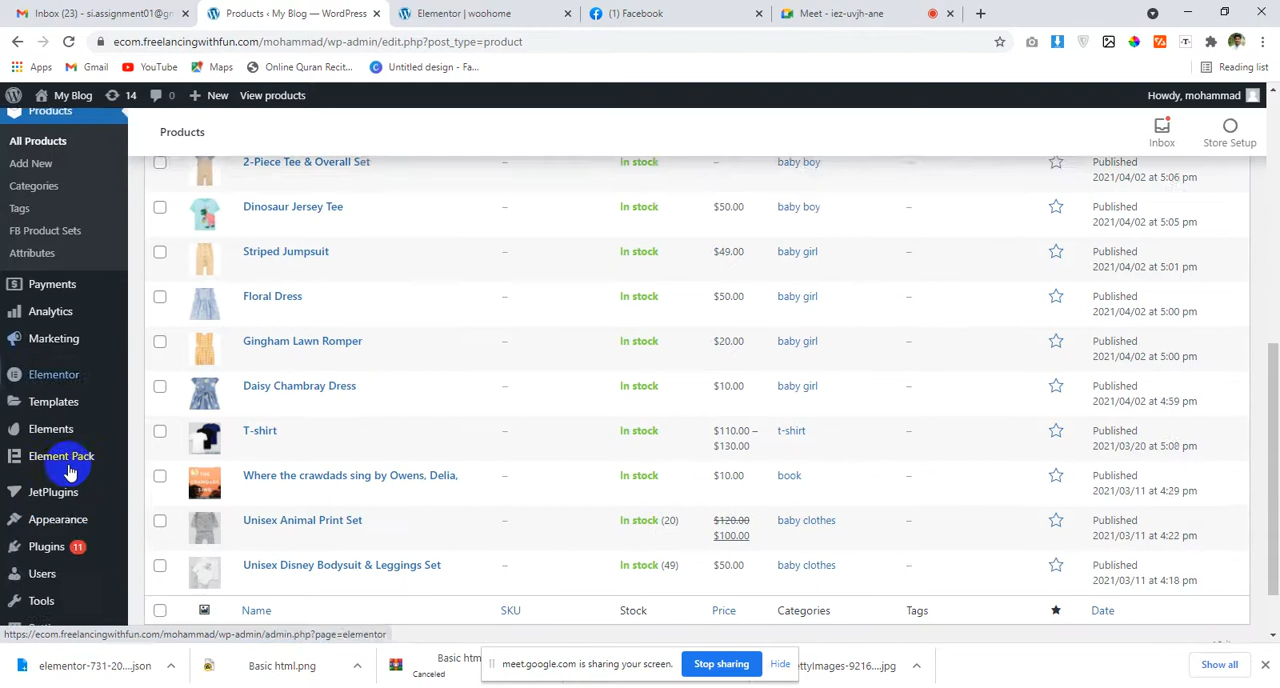 Inbox (23) - si.assignment01@gm
Products ‹ My Blog — WordPress
Elementor | woohome
(1) Facebook
Meet - iez-uvjh-ane
ecom.freelancingwithfun.com/mohammad/wp-admin/edit.php?post_type=product
Apps
Gmail
YouTube
Maps
Online Quran Recit...
Untitled design - Fa...
Reading list
My Blog
14
0
New
View products
Howdy, mohammad
Products
All Products
Add New
Categories
Tags
FB Product Sets
Attributes
Payments
Analytics
Marketing
Elementor
Templates
Elements
Element Pack
JetPlugins
Appearance
Plugins 11
Users
Tools
Products
Inbox
Store Setup
2-Piece Tee & Overall Set – In stock – baby boy — Published
2021/04/02 at 5:06 pm
Dinosaur Jersey Tee – In stock $50.00 baby boy – Published
2021/04/02 at 5:05 pm
Striped Jumpsuit – In stock $49.00 baby girl – Published
2021/04/02 at 5:01 pm
Floral Dress – In stock $50.00 baby girl – Published
2021/04/02 at 5:00 pm
Gingham Lawn Romper – In stock $20.00 baby girl – Published
2021/04/02 at 5:00 pm
Daisy Chambray Dress – In stock $10.00 baby girl – Published
2021/04/02 at 4:59 pm
T-shirt – In stock $110.00 – t-shirt – Published
$130.00 2021/03/20 at 5:08 pm
Where the crawdads sing by Owens, Delia, – In stock $10.00 book – Published
2021/03/11 at 4:29 pm
Unisex Animal Print Set – In stock (20) $120.00 baby clothes – Published
$100.00 2021/03/11 at 4:22 pm
Unisex Disney Bodysuit & Leggings Set – In stock (49) $50.00 baby clothes – Published
2021/03/11 at 4:18 pm
Name SKU Stock Price Categories Tags Date
https://ecom.freelancingwithfun.com/mohammad/wp-admin/admin.php?page=elementor
elementor-731-20....json
Basic html.png
Basic htm
Canceled
meet.google.com is sharing your screen.
Stop sharing
Hide
ettyImages-9216....jpg
Show all